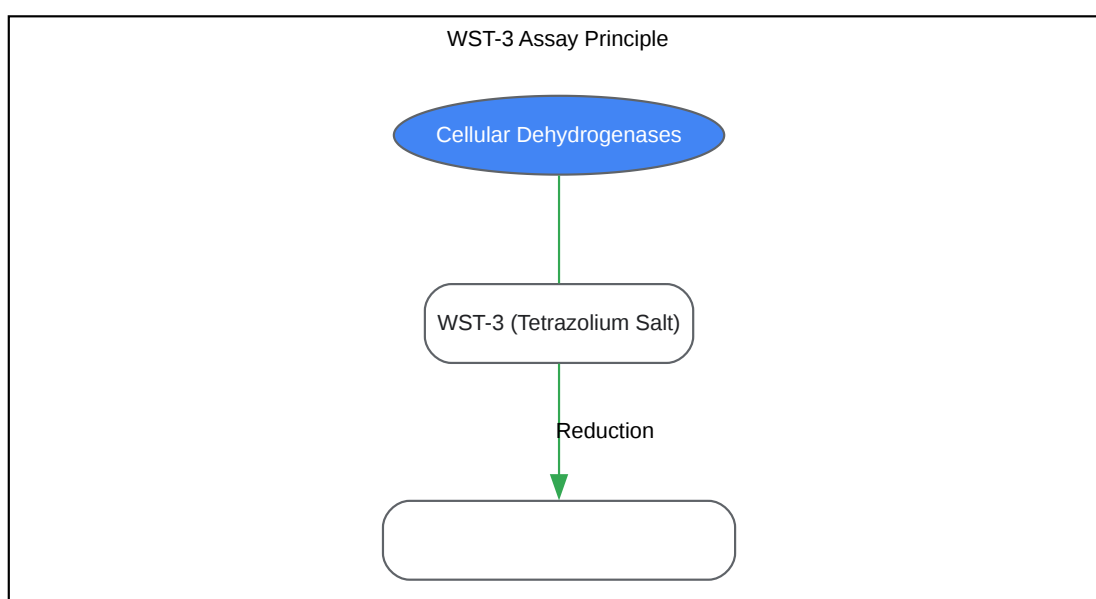 WST-3 Assay Principle
Cellular Dehydrogenases
WST-3 (Tetrazolium Salt)
Reduction